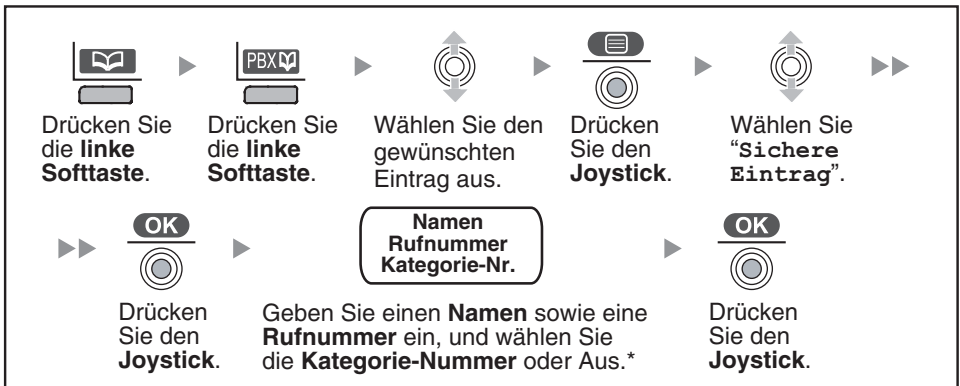 PBX
Drücken Sie
die linke
Softtaste.
Drücken Sie
die linke
Softtaste.
Wählen Sie den
gewünschten
Eintrag aus.
Drücken
Sie den
Joystick.
Wählen Sie
“Sichere
Eintrag”.
OK
Drücken
Sie den
Joystick.
Namen
Rufnummer
Kategorie-Nr.
Geben Sie einen Namen sowie eine
Rufnummer ein, und wählen Sie
die Kategorie-Nummer oder Aus.*
OK
Drücken
Sie den
Joystick.